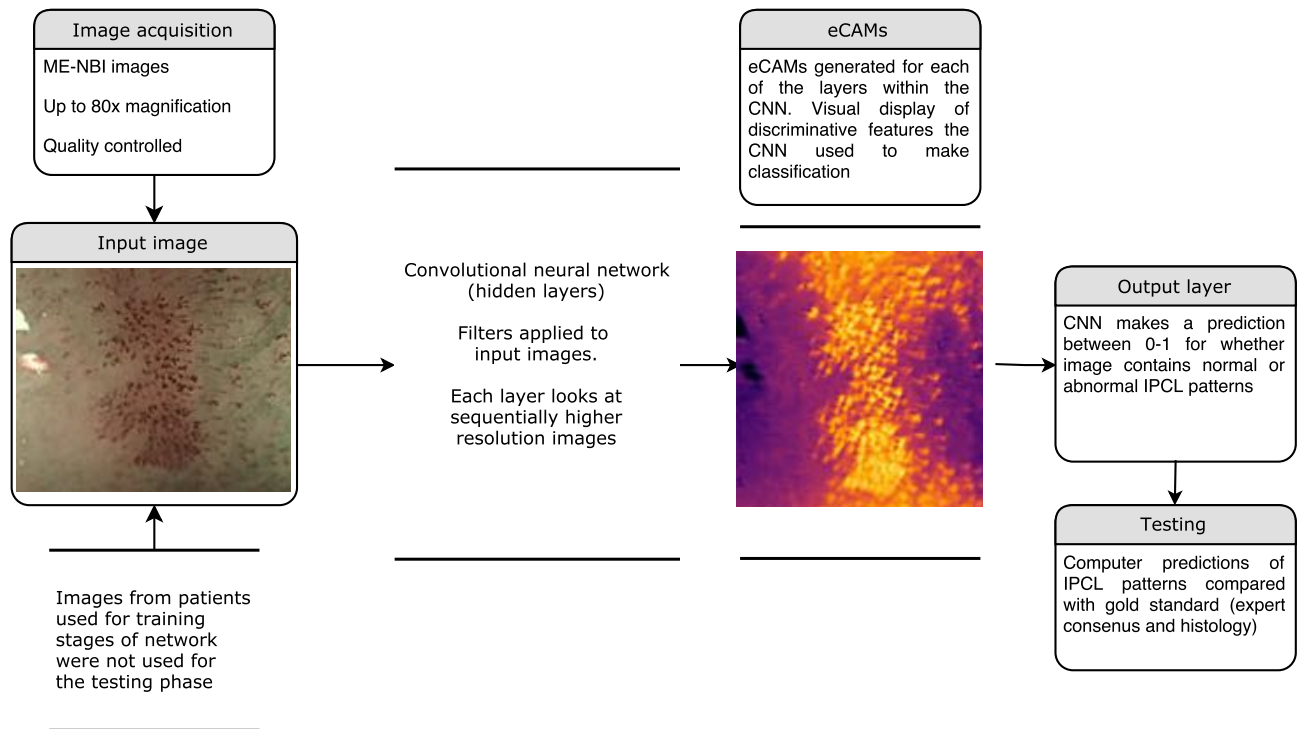 Image acquisition
ME-NBI images
Up to 80x magnification
Quality controlled
Input image
Images from patients
used for training
stages of network
were not used for
the testing phase
Convolutional neural network
(hidden layers)
Filters applied to
input images.
Each layer looks at
sequentially higher
resolution images
eCAMs
eCAMs generated for each
of the layers within the
CNN. Visual display of
discriminative features the
CNN used to make
classification
Output layer
CNN makes a prediction
between 0-1 for whether
image contains normal or
abnormal IPCL patterns
Testing
Computer predictions of
IPCL patterns compared
with gold standard (expert
consenus and histology)